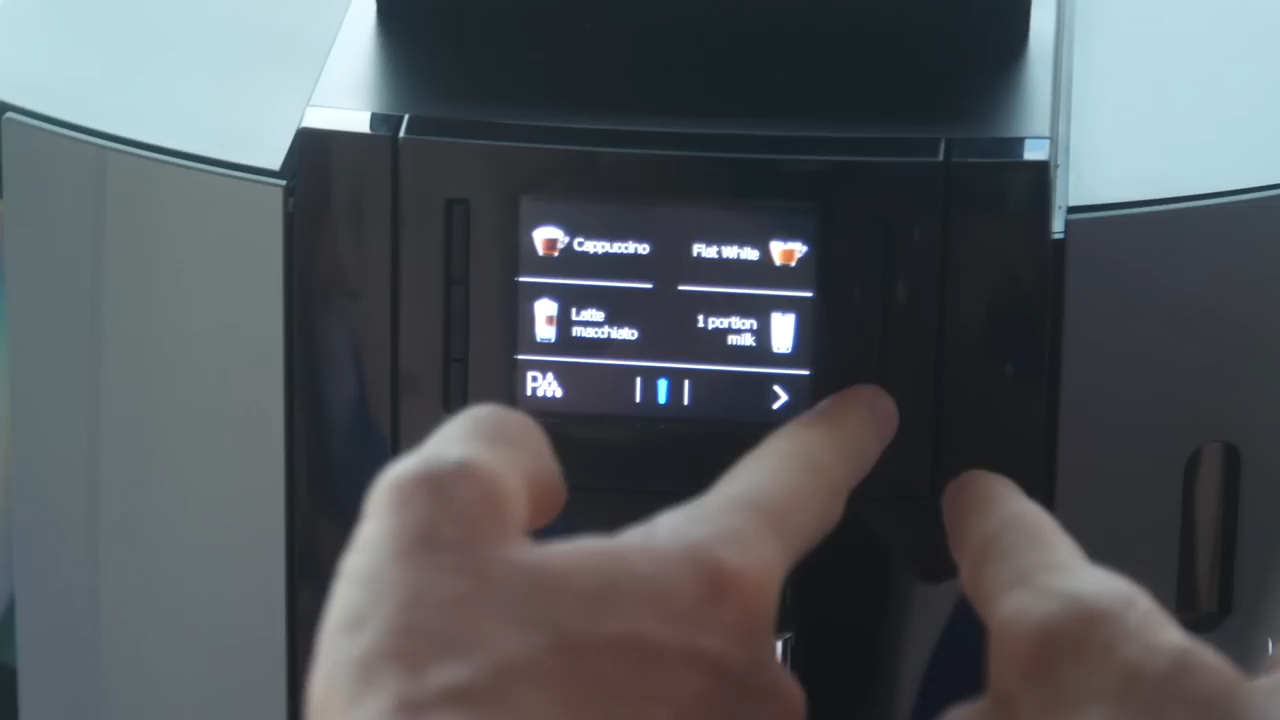 Cappuccino
Flat White
Latte
macchiato
1 portion
milk